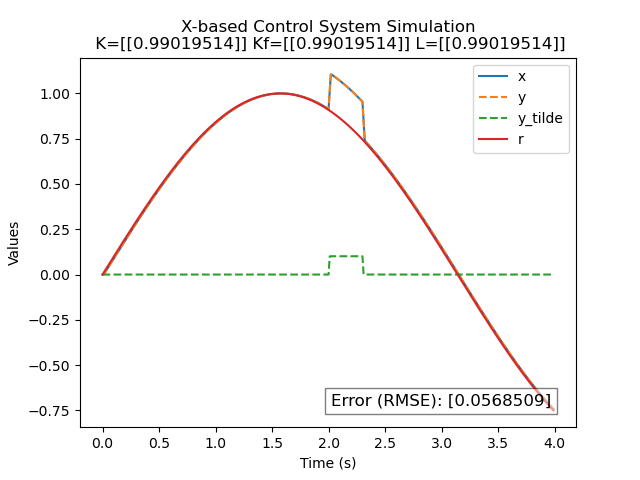 X-based Control System Simulation
K=[[0.99019514]] Kf=[[0.99019514]] L=[[0.99019514]]
x
y
y_tilde
r
Values
1.00
0.75
0.50
0.25
0.00
−0.25
−0.50
−0.75
Error (RMSE): [0.0568509]
0.0 0.5 1.0 1.5 2.0 2.5 3.0 3.5 4.0
Time (s)